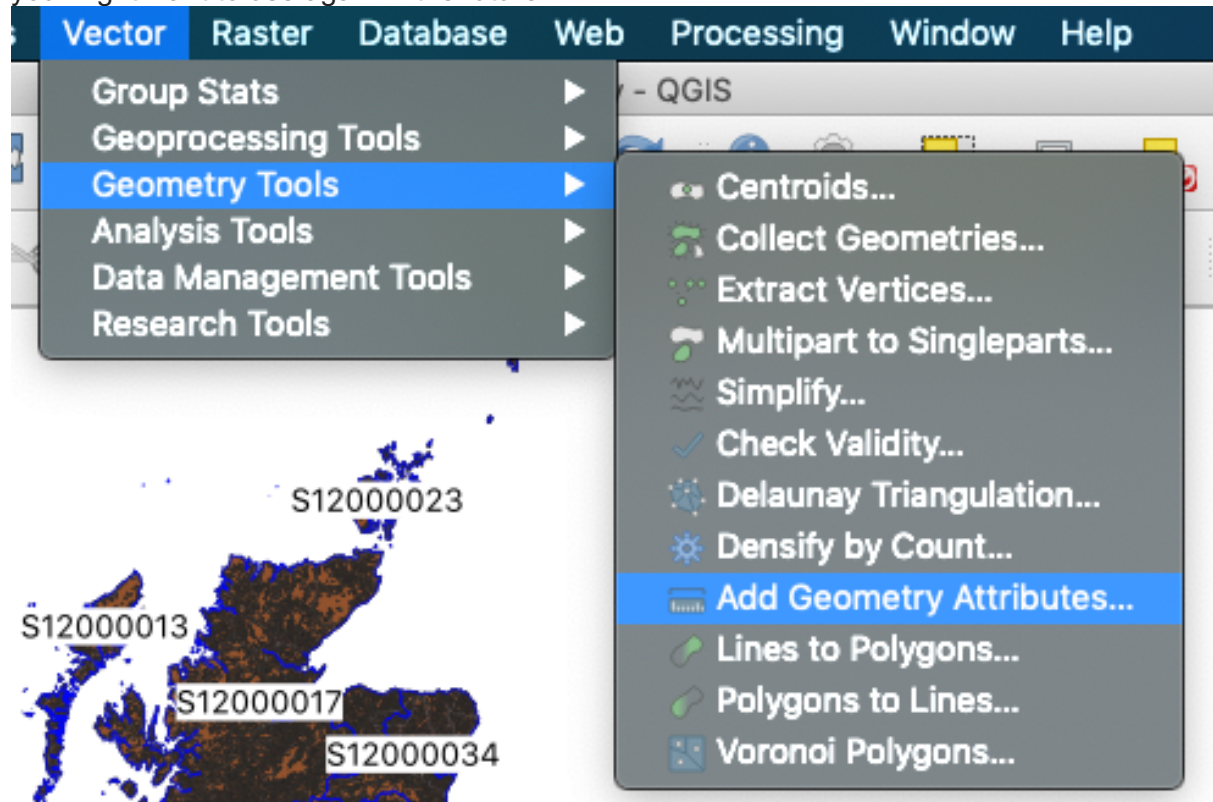 Vector Raster Database Web Processing Window Help
- QGIS
Group Stats
Geoprocessing Tools
Geometry Tools
Analysis Tools
Data Management Tools
Research Tools
Centroids...
Collect Geometries...
Extract Vertices...
Multipart to Singleparts...
Simplify...
Check Validity...
Delaunay Triangulation...
Densify by Count...
Add Geometry Attributes...
Lines to Polygons...
Polygons to Lines...
Voronoi Polygons...
S12000023
S12000013
S12000017
S12000034